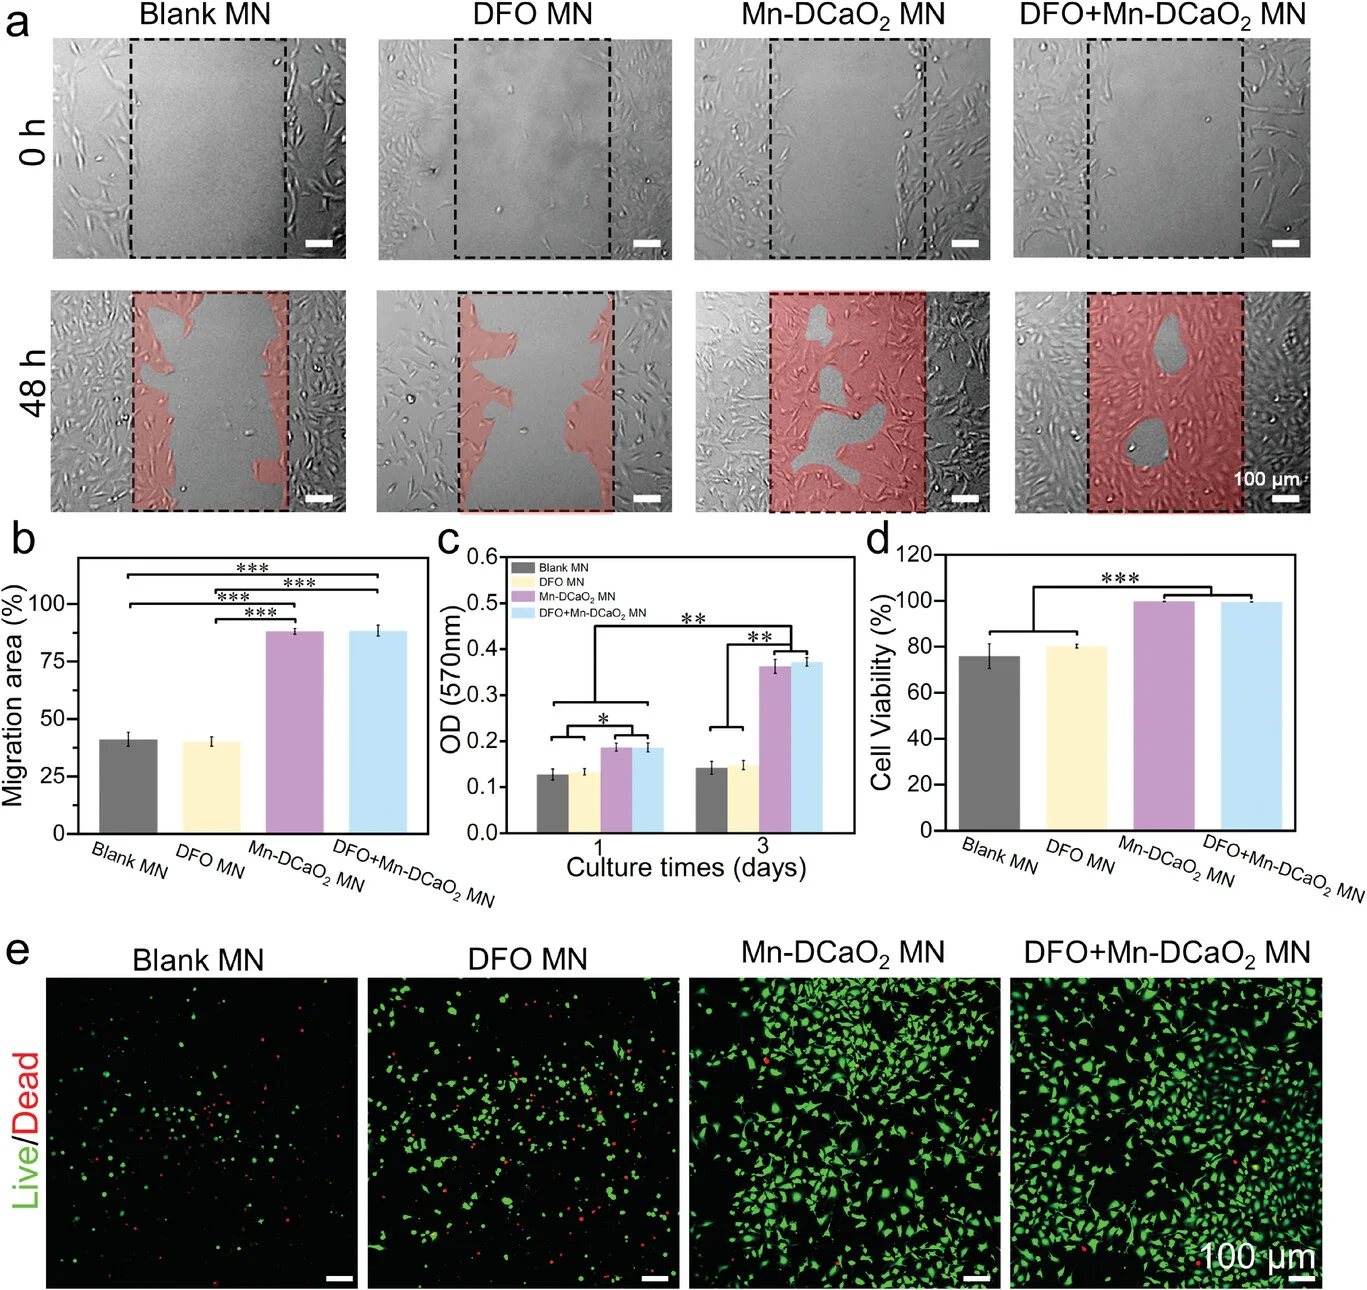 a
Blank MN
DFO MN
Mn-DCaO₂ MN
DFO+Mn-DCaO₂ MN
0 h
48 h
100 μm
b
Migration area (%)
100
75
50
25
0
***
***
***
***
Blank MN
DFO MN
Mn-DCaO₂ MN
DFO+Mn-DCaO₂ MN
c
OD (570nm)
0.6
0.5
0.4
0.3
0.2
0.1
0.0
Blank MN
DFO MN
Mn-DCaO₂ MN
DFO+Mn-DCaO₂ MN
**
**
*
1
3
Culture times (days)
d
Cell Viability (%)
120
100
80
60
40
20
0
***
Blank MN
DFO MN
Mn-DCaO₂ MN
DFO+Mn-DCaO₂ MN
e
Blank MN
DFO MN
Mn-DCaO₂ MN
DFO+Mn-DCaO₂ MN
Live/Dead
100 μm